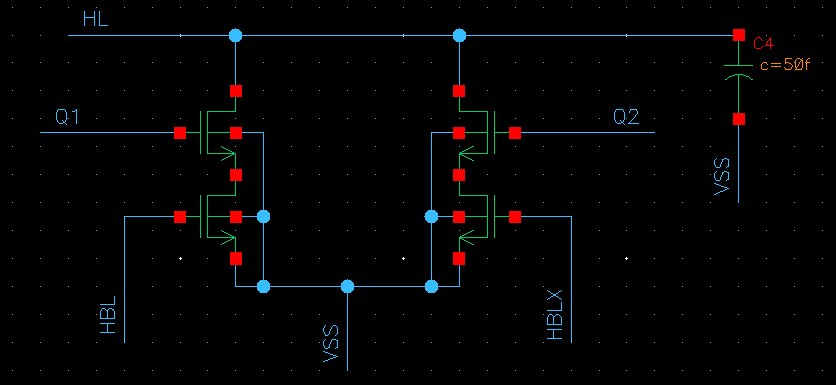 HL
C4
c=50f
Q1
Q2
VSS
HBL
VSS
HBLX